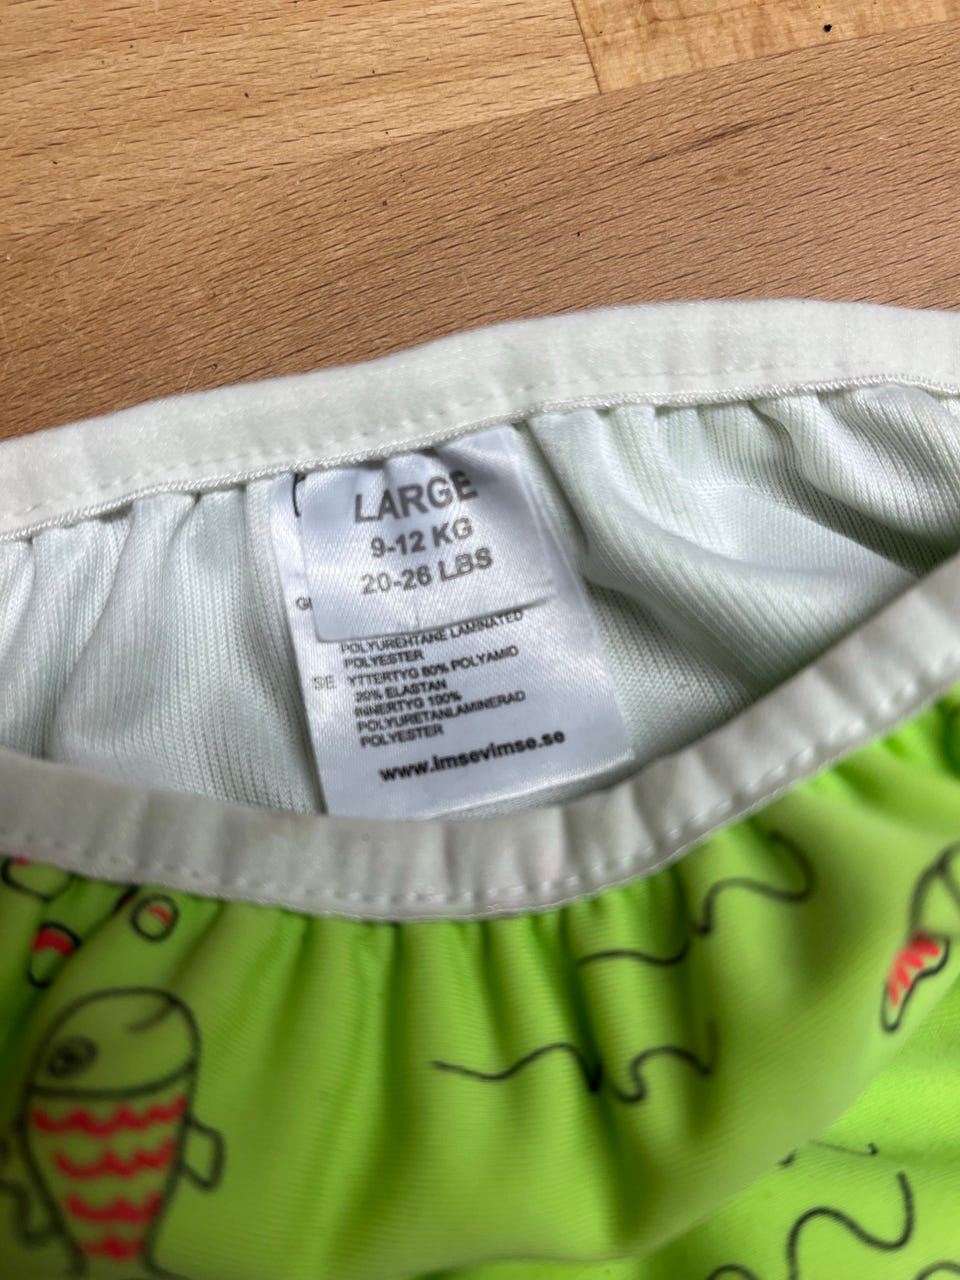 LARGE
9-12 KG
20-26 LBS
POLYUREHTANE LAMINATED
POLYESTER
SE YTTERTYG 80% POLYAMID
20% ELASTAN
INNERTYG 100%
POLYURETANLAMINERAD
POLYESTER
www.imsevimse.se